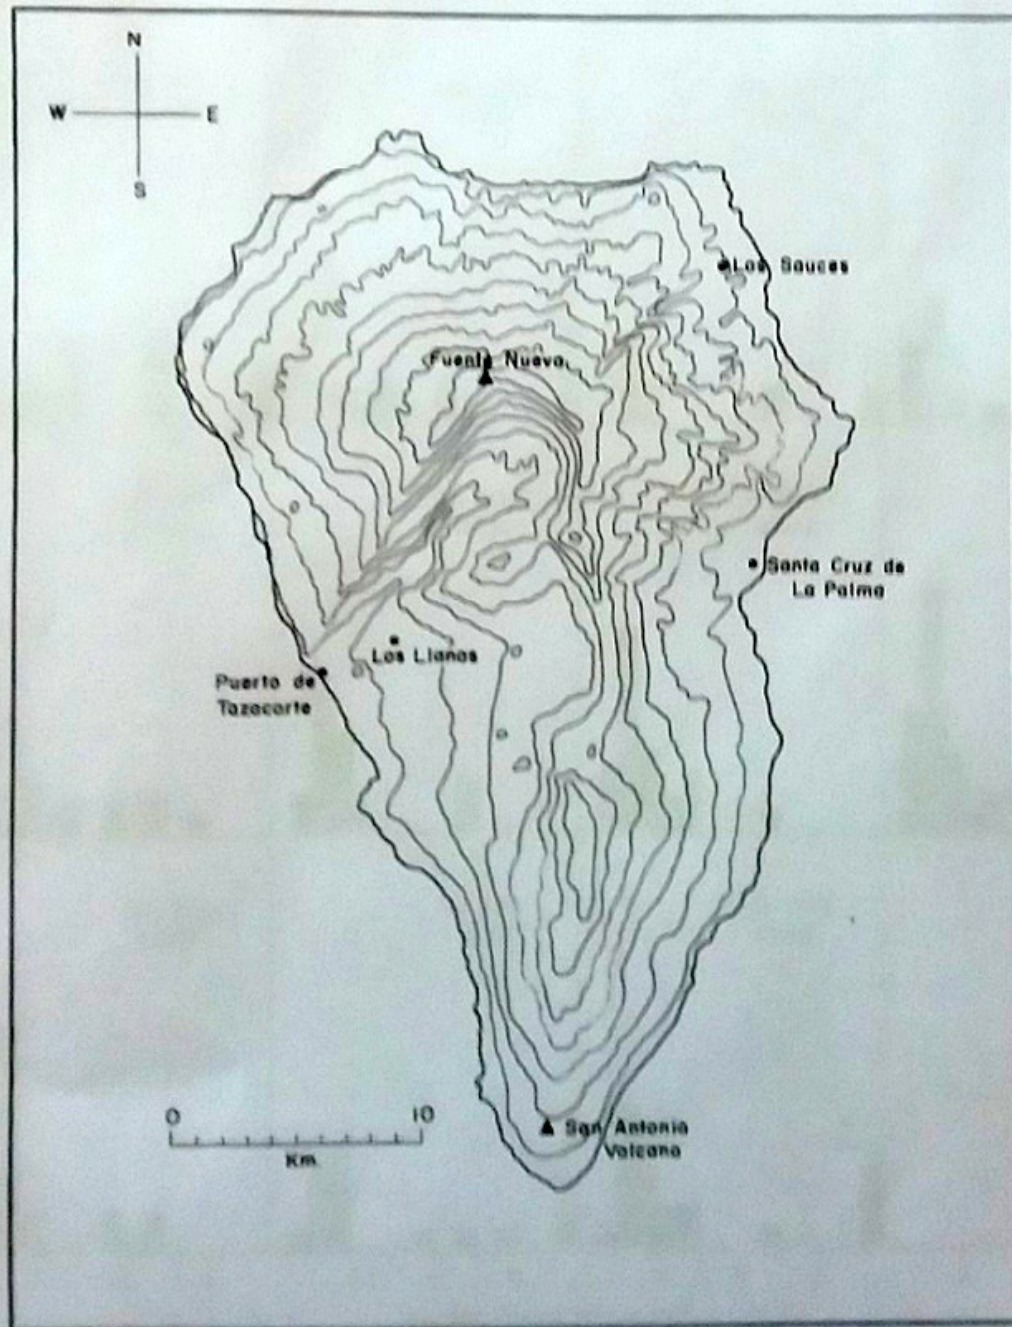 N
W E
S
Los Sauces
Fuente Nueva
Santa Cruz de
La Palma
Los Llanos
Puerto de
Tazacorte
0 10
Km
San Antonio
Volcano